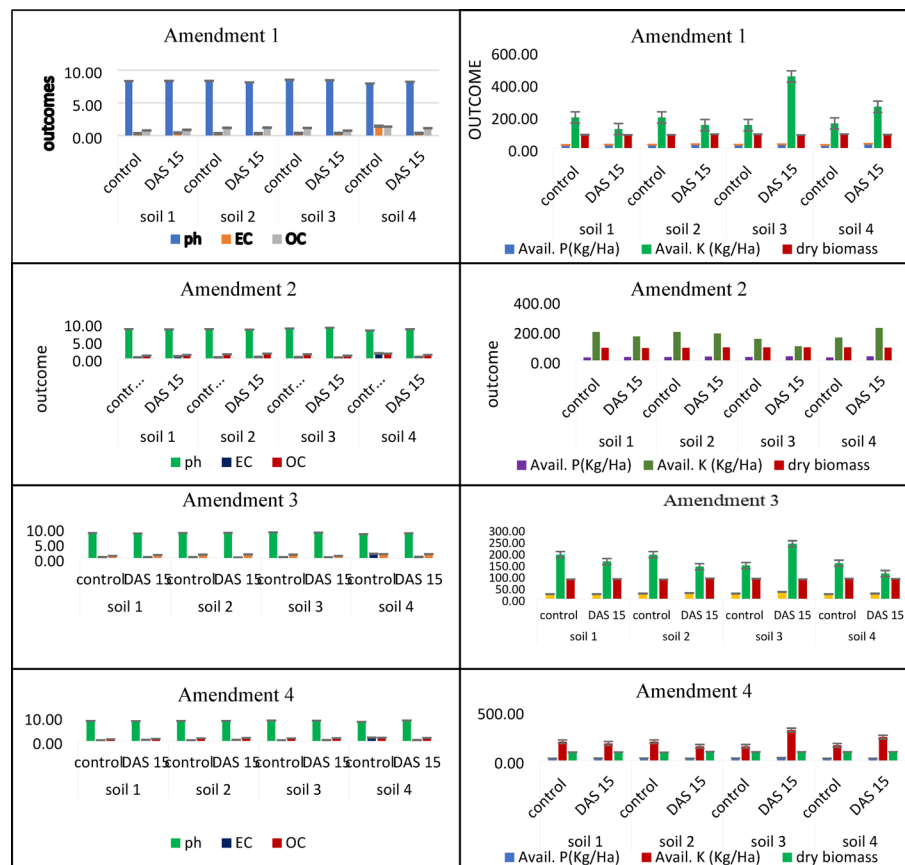 Amendment 1
10.00
5.00
0.00
outcomes
control
DAS 15
control
DAS 15
control
DAS 15
control
DAS 15
soil 1
soil 2
soil 3
soil 4
ph
EC
OC
Amendment 1
600.00
400.00
200.00
0.00
OUTCOME
control
DAS 15
control
DAS 15
control
DAS 15
control
DAS 15
soil 1
soil 2
soil 3
soil 4
Avail. P(Kg/Ha)
Avail. K (Kg/Ha)
dry biomass
Amendment 2
10.00
5.00
0.00
outcome
contr...
DAS 15
contr...
DAS 15
contr...
DAS 15
contr...
DAS 15
soil 1
soil 2
soil 3
soil 4
ph
EC
OC
Amendment 2
400.00
200.00
0.00
outcome
control
DAS 15
control
DAS 15
control
DAS 15
control
DAS 15
soil 1
soil 2
soil 3
soil 4
Avail. P(Kg/Ha)
Avail. K (Kg/Ha)
dry biomass
Amendment 3
10.00
5.00
0.00
control
DAS 15
control
DAS 15
control
DAS 15
control
DAS 15
soil 1
soil 2
soil 3
soil 4
Amendment 3
300.00
250.00
200.00
150.00
100.00
50.00
0.00
control
DAS 15
control
DAS 15
control
DAS 15
control
DAS 15
soil 1
soil 2
soil 3
soil 4
Amendment 4
10.00
0.00
control
DAS 15
control
DAS 15
control
DAS 15
control
DAS 15
soil 1
soil 2
soil 3
soil 4
ph
EC
OC
Amendment 4
500.00
0.00
control
DAS 15
control
DAS 15
control
DAS 15
control
DAS 15
soil 1
soil 2
soil 3
soil 4
Avail. P(Kg/Ha)
Avail. K (Kg/Ha)
dry biomass